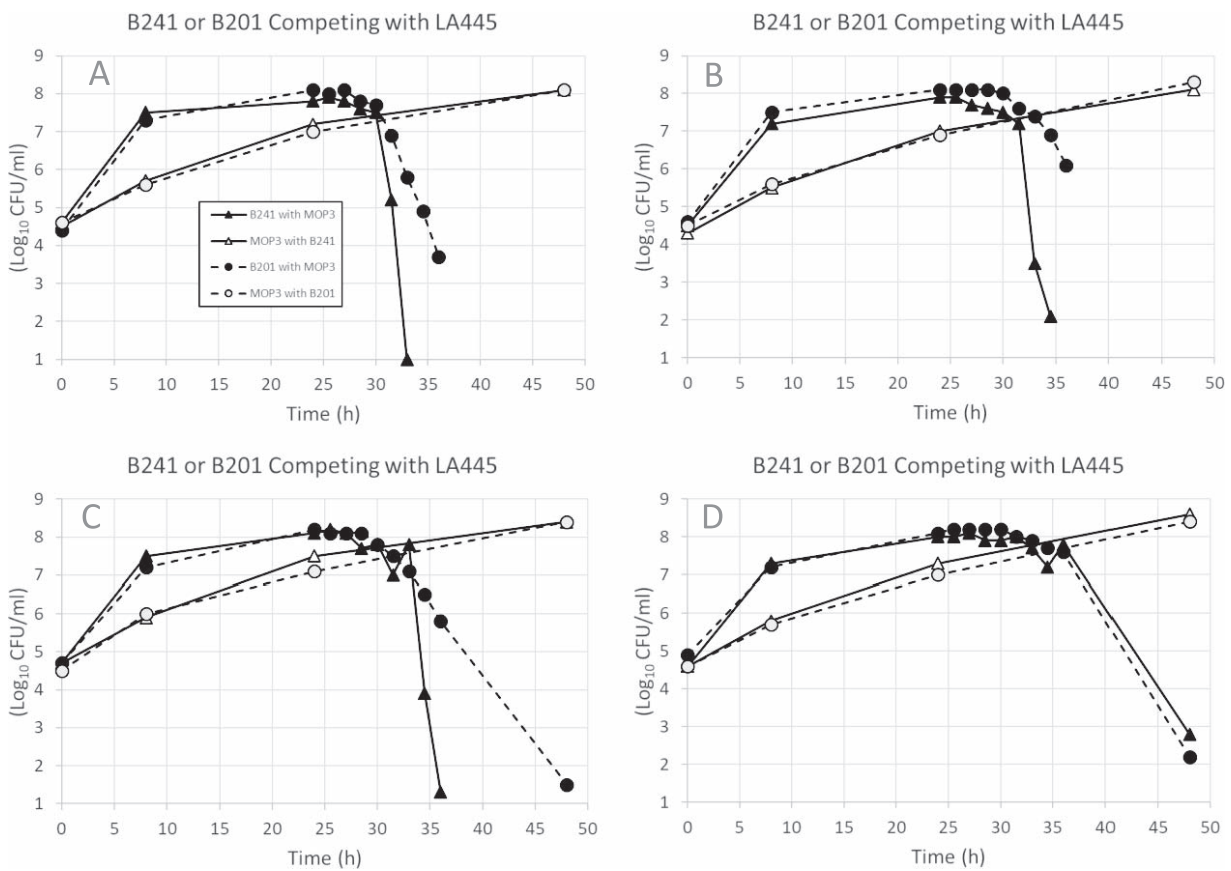 B241 or B201 Competing with LA445
A
9
8
7
6
5
4
3
2
1
(Log₁₀ CFU/ml)
B241 with MOP3
MOP3 with B241
B201 with MOP3
MOP3 with B201
0 5 10 15 20 25 30 35 40 45 50
Time (h)
B241 or B201 Competing with LA445
B
9
8
7
6
5
4
3
2
1
(Log₁₀ CFU/ml)
0 5 10 15 20 25 30 35 40 45 50
Time (h)
B241 or B201 Competing with LA445
C
9
8
7
6
5
4
3
2
1
(Log₁₀ CFU/ml)
0 5 10 15 20 25 30 35 40 45 50
Time (h)
B241 or B201 Competing with LA445
D
9
8
7
6
5
4
3
2
1
(Log₁₀ CFU/ml)
0 5 10 15 20 25 30 35 40 45 50
Time (h)